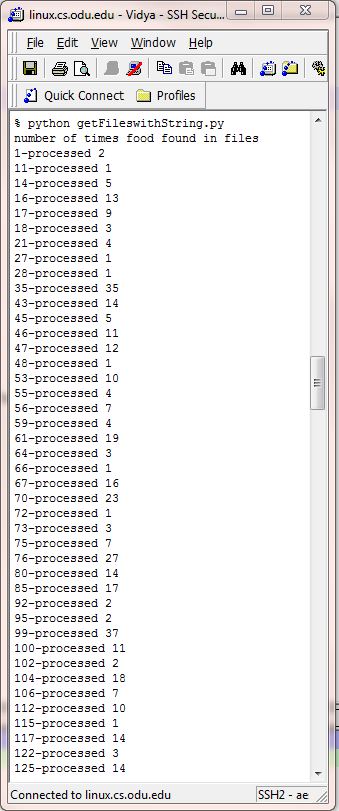 linux.cs.odu.edu - Vidya - SSH Secu...
File Edit View Window Help
Quick Connect Profiles
% python getFileswithString.py
number of times food found in files
1-processed 2
11-processed 1
14-processed 5
16-processed 13
17-processed 9
18-processed 3
21-processed 4
27-processed 1
28-processed 1
35-processed 35
43-processed 14
45-processed 5
46-processed 11
47-processed 12
48-processed 1
53-processed 10
55-processed 4
56-processed 7
59-processed 4
61-processed 19
64-processed 3
66-processed 1
67-processed 16
70-processed 23
72-processed 1
73-processed 3
75-processed 7
76-processed 27
80-processed 14
85-processed 17
92-processed 2
95-processed 2
99-processed 37
100-processed 11
102-processed 2
104-processed 18
106-processed 7
112-processed 10
115-processed 1
117-processed 14
122-processed 3
125-processed 14
Connected to linux.cs.odu.edu SSH2 - ae